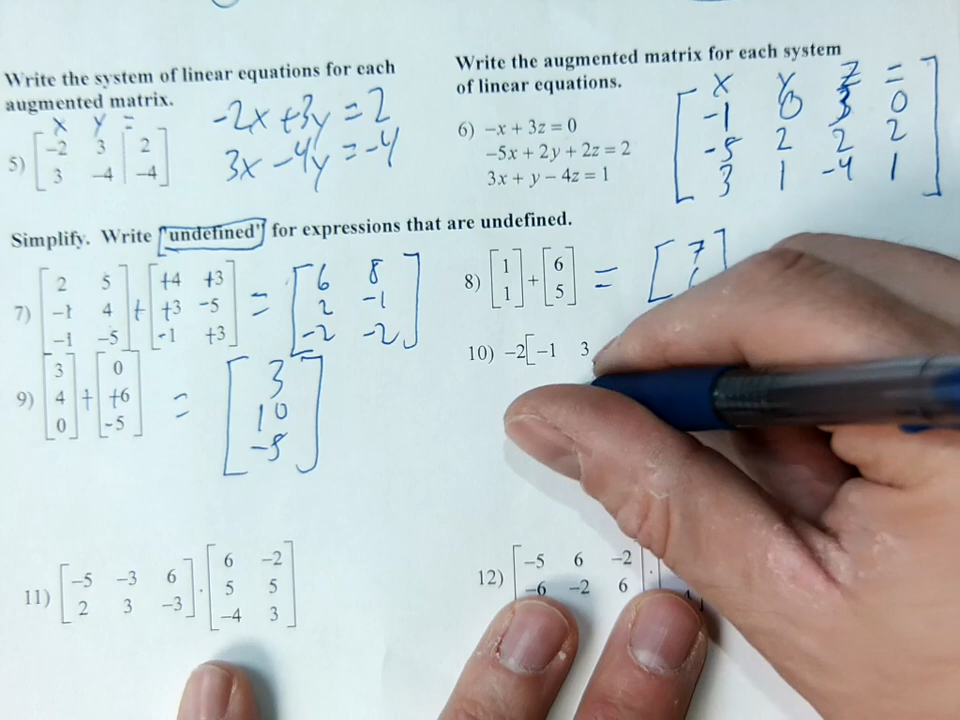 Write the system of linear equations for each
augmented matrix.
x y =
5) [ -2 3 | 2 ]
[ 3 -4 | -4 ]
-2x +3y = 2
3x -4y = -4
Write the augmented matrix for each system
of linear equations.
6) -x + 3z = 0
-5x + 2y + 2z = 2
3x + y - 4z = 1
x y z =
[ -1 0 3 0 ]
[ -5 2 2 2 ]
[ 3 1 -4 1 ]
Simplify. Write "undefined" for expressions that are undefined.
7) [ 2 5 ] + [ +4 +3 ] = [ 6 8 ]
[ -1 4 ] [ +3 -5 ] [ 2 -1 ]
[ -1 -5 ] [ -1 +3 ] [ -2 -2 ]
8) [ 1 ] + [ 6 ] = [ 7 ]
[ 1 ] [ 5 ]
9) [ 3 ] + [ 0 ] = [ 3 ]
[ 4 ] [ +6 ] [ 10 ]
[ 0 ] [ -5 ] [ -5 ]
10) -2[ -1 3
11) [ -5 -3 6 ] · [ 6 -2 ]
[ 2 3 -3 ] [ 5 5 ]
[ -4 3 ]
12) [ -5 6 -2 ] ·
[ -6 -2 6 ]